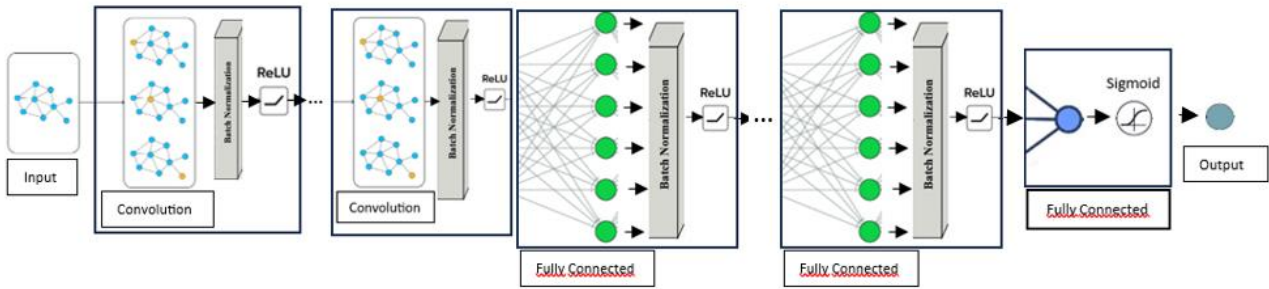 Input
Convolution
Batch Normalization
ReLU
...
Convolution
Batch Normalization
ReLU
Fully Connected
Batch Normalization
ReLU
...
Fully Connected
Batch Normalization
ReLU
Fully Connected
Sigmoid
Output